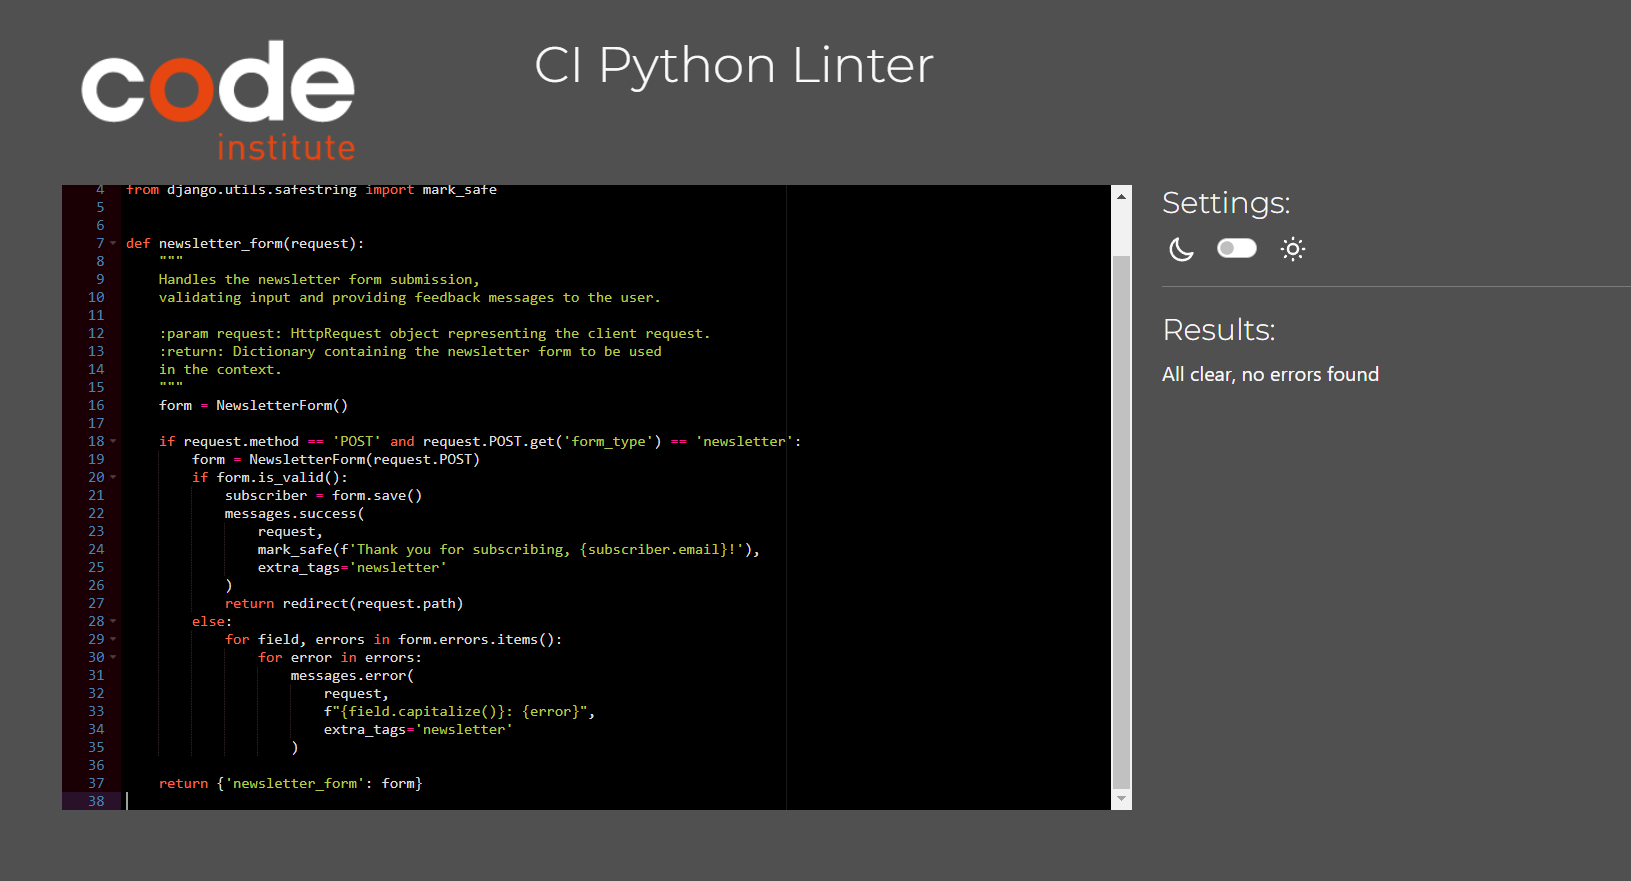 code
institute
CI Python Linter
4 from django.utils.safestring import mark_safe
5
6
7 def newsletter_form(request):
8     """
9     Handles the newsletter form submission,
10     validating input and providing feedback messages to the user.
11
12     :param request: HttpRequest object representing the client request.
13     :return: Dictionary containing the newsletter form to be used
14     in the context.
15     """
16     form = NewsletterForm()
17
18     if request.method == 'POST' and request.POST.get('form_type') == 'newsletter':
19         form = NewsletterForm(request.POST)
20         if form.is_valid():
21             subscriber = form.save()
22             messages.success(
23                 request,
24                 mark_safe(f'Thank you for subscribing, {subscriber.email}!'),
25                 extra_tags='newsletter'
26             )
27             return redirect(request.path)
28         else:
29             for field, errors in form.errors.items():
30                 for error in errors:
31                     messages.error(
32                         request,
33                         f"{field.capitalize()}: {error}",
34                         extra_tags='newsletter'
35                     )
36
37     return {'newsletter_form': form}
38
Settings:
Results:
All clear, no errors found